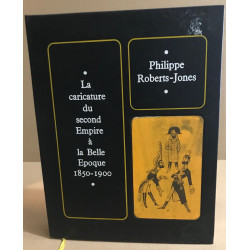 La
caricature
du
second
Empire
à
la Belle
Epoque
1850-1900
Philippe
Roberts-Jones